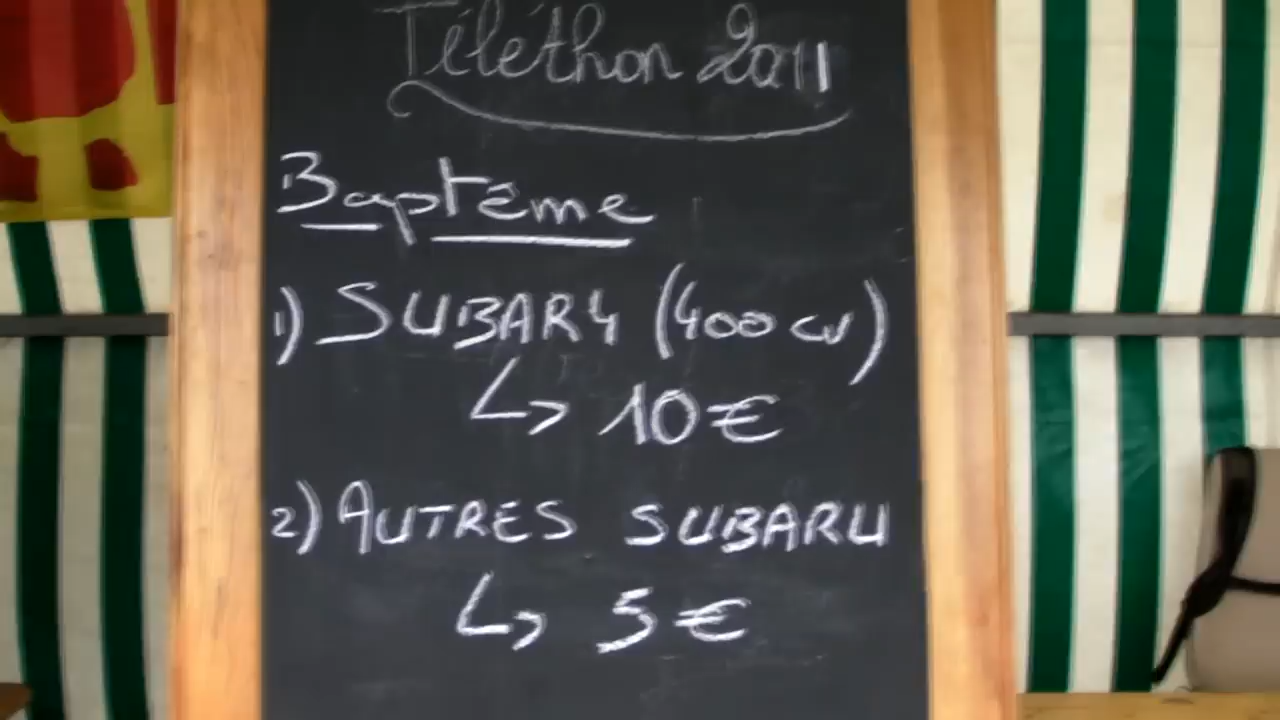 Téléthon 2011
Baptême
1) SUBARU (400 cv)
↳ 10 €
2) AUTRES SUBARU
↳ 5 €